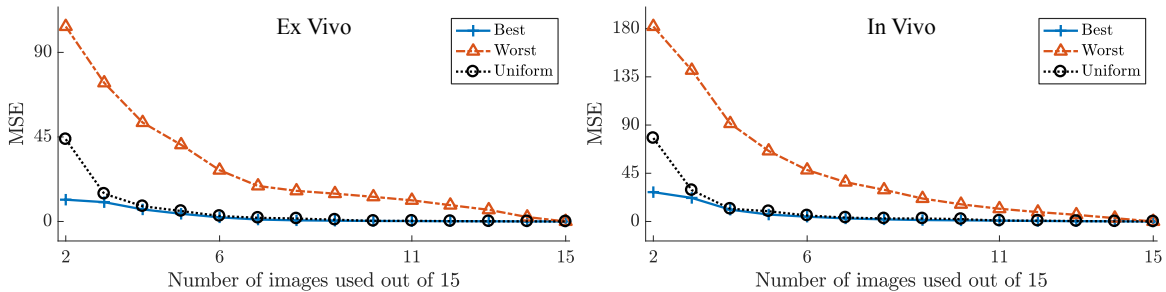 Ex Vivo
Best
Worst
Uniform
90
45
0
MSE
2
6
11
15
Number of images used out of 15
In Vivo
Best
Worst
Uniform
180
135
90
45
0
MSE
2
6
11
15
Number of images used out of 15